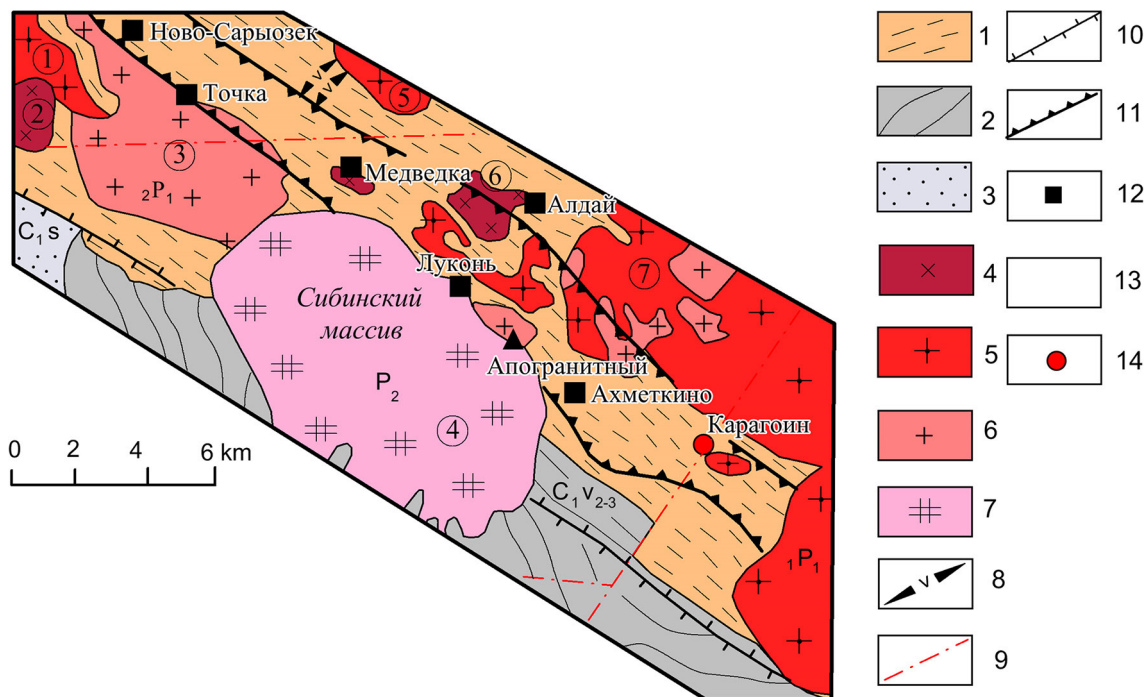 Ново-Сарыозек
1
Точка
2
5
3
Медведка
6
₂P₁
Алдай
C₁s
7
Луконь
Сибинский
массив
Апогранитный
P₂
Ахметкино
4
Карагоин
0 2 4 6 km
C₁v₂₋₃
₁P₁
1
2
3
4
5
6
7
v
8
9
10
11
12
13
14